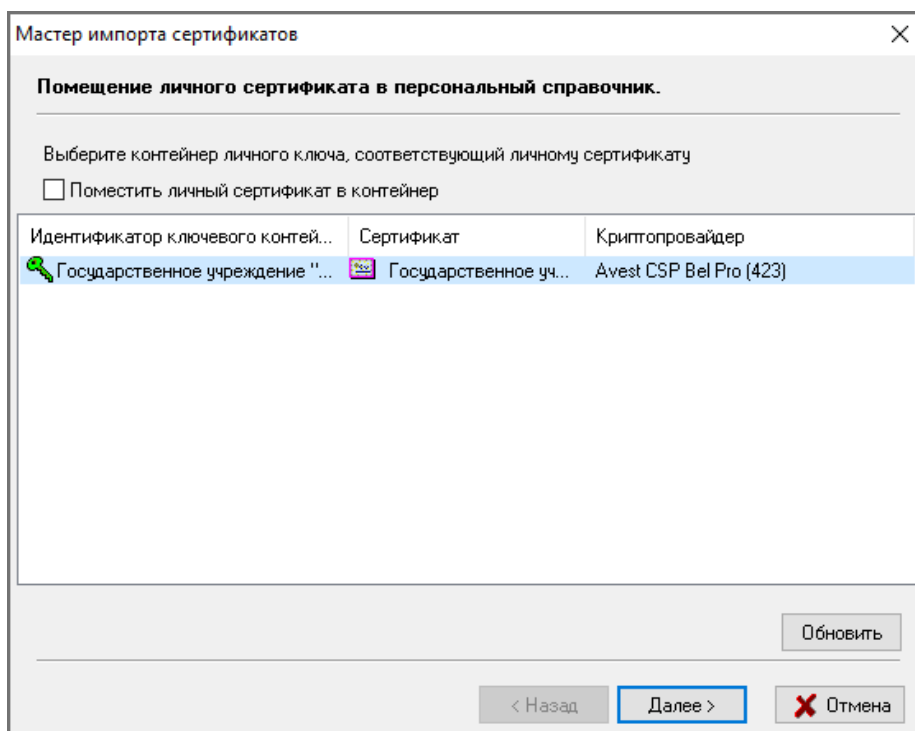 Мастер импорта сертификатов
Помещение личного сертификата в персональный справочник.
Выберите контейнер личного ключа, соответствующий личному сертификату
Поместить личный сертификат в контейнер
Идентификатор ключевого контей... Сертификат Криптопровайдер
Государственное учреждение "... Государственное уч... Avest CSP Bel Pro (423)
Обновить
< Назад Далее > Отмена